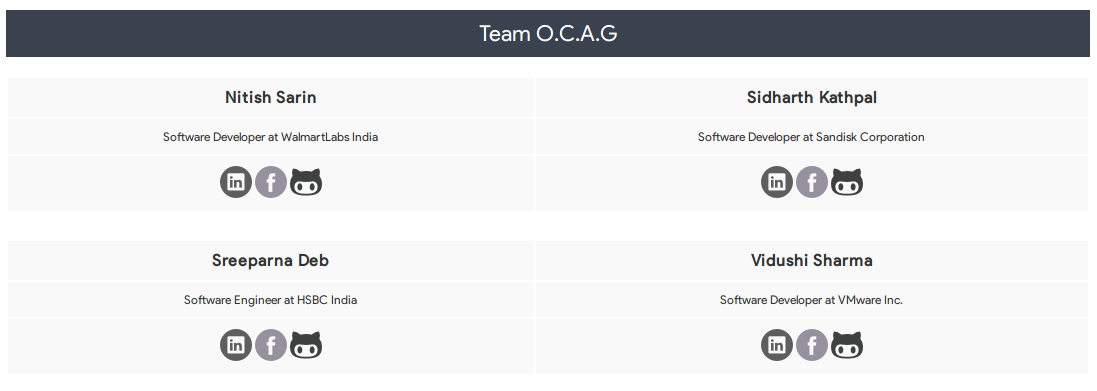 Team O.C.A.G
Nitish Sarin
Sidharth Kathpal
Software Developer at WalmartLabs India
Software Developer at Sandisk Corporation
in f
in f
Sreeparna Deb
Vidushi Sharma
Software Engineer at HSBC India
Software Developer at VMware Inc.
in f
in f